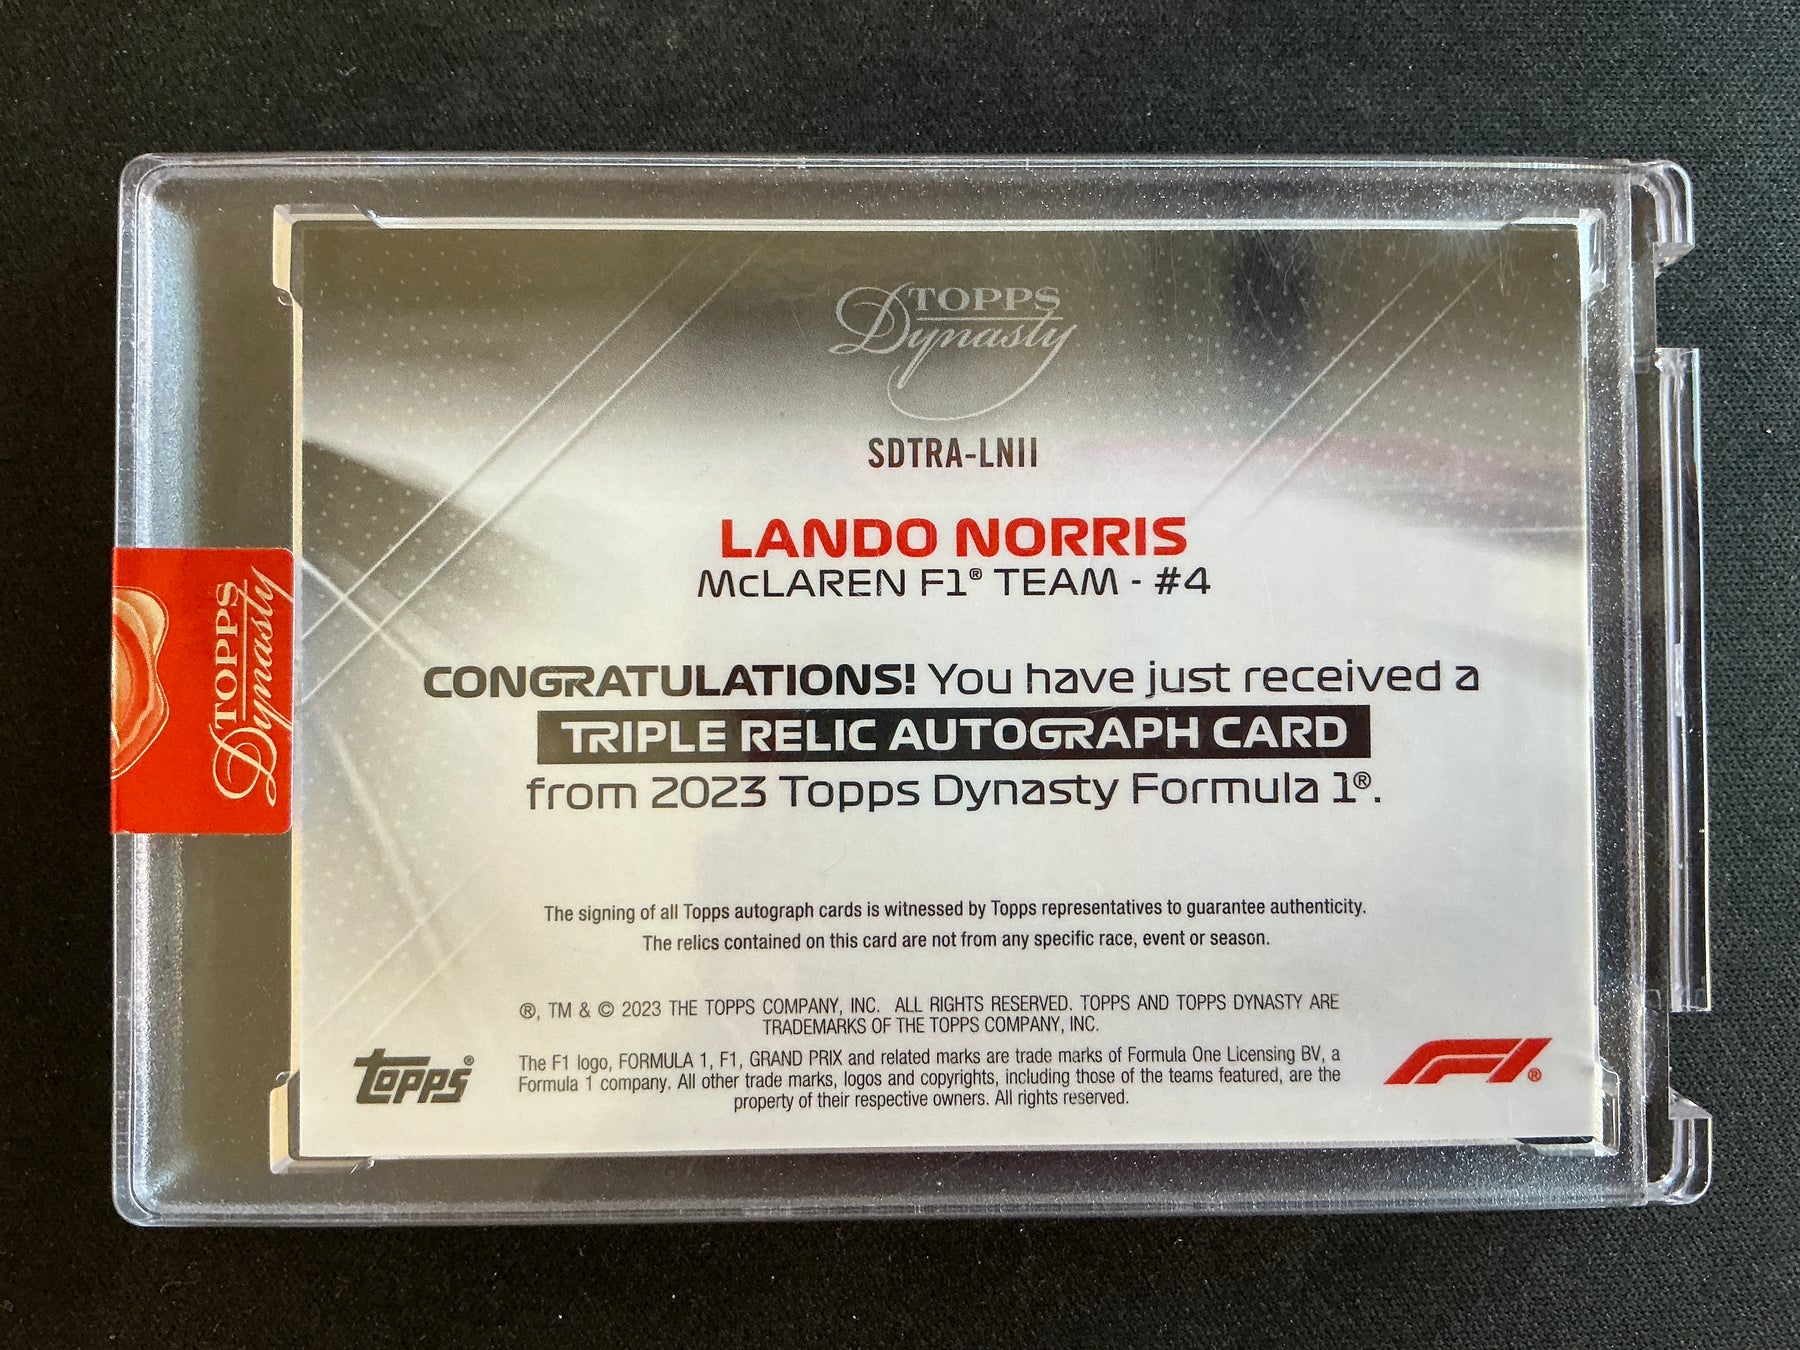 TOPPS
Dynasty
SDTRA-LNII
LANDO NORRIS
McLAREN F1® TEAM - #4
CONGRATULATIONS! You have just received a
TRIPLE RELIC AUTOGRAPH CARD
from 2023 Topps Dynasty Formula 1®.
The signing of all Topps autograph cards is witnessed by Topps representatives to guarantee authenticity.
The relics contained on this card are not from any specific race, event or season.
®, TM & © 2023 THE TOPPS COMPANY, INC. ALL RIGHTS RESERVED. TOPPS AND TOPPS DYNASTY ARE
TRADEMARKS OF THE TOPPS COMPANY, INC.
The F1 logo, FORMULA 1, F1, GRAND PRIX and related marks are trade marks of Formula One Licensing BV, a
Formula 1 company. All other trade marks, logos and copyrights, including those of the teams featured, are the
property of their respective owners. All rights reserved.
topps®
F1®
TOPPS
Dynasty